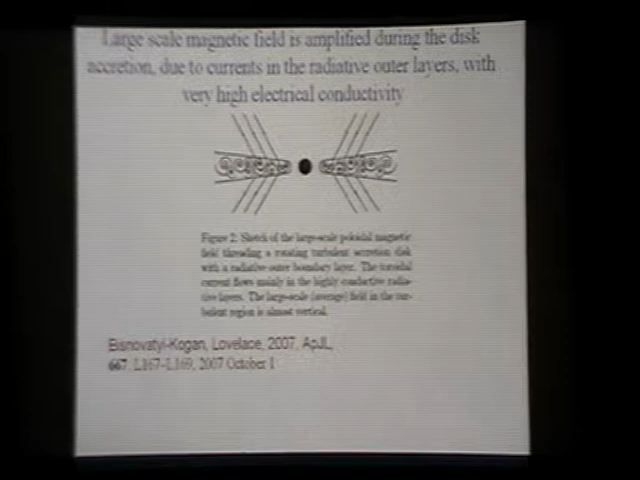 Large scale magnetic field is amplified during the disk
accretion, due to currents in the radiative outer layers, with
very high electrical conductivity
Figure 2: Sketch of the large-scale poloidal magnetic
field threading a rotating turbulent accretion disk
with a radiative outer boundary layer. The toroidal
current flows mainly in the highly conductive radia-
tive layers. The large-scale (average) field in the tur-
bulent region is almost vertical.
Bisnovatyi-Kogan, Lovelace, 2007, ApJL,
667: L167–L169, 2007 October 1